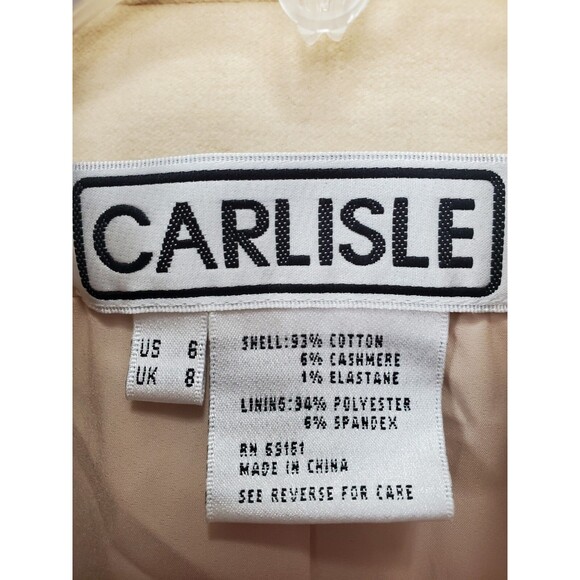 CARLISLE
US 6
UK 8
SHELL:93% COTTON
6% CASHMERE
1% ELASTANE
LINING:94% POLYESTER
6% SPANDEX
RN 69161
MADE IN CHINA
SEE REVERSE FOR CARE